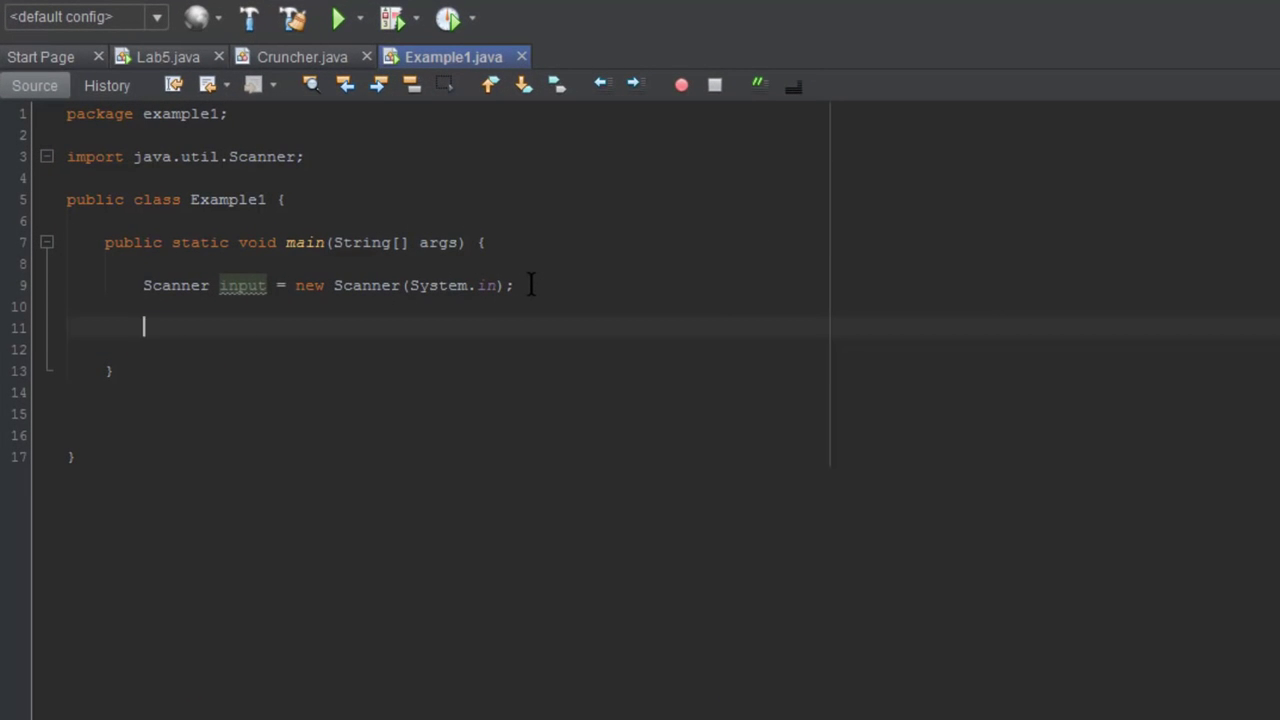 <default config>
Start Page Lab5.java Cruncher.java Example1.java
Source History
1 package example1;
2
3 import java.util.Scanner;
4
5 public class Example1 {
6
7 public static void main(String[] args) {
8
9 Scanner input = new Scanner(System.in);
10
11
12
13 }
14
15
16
17 }